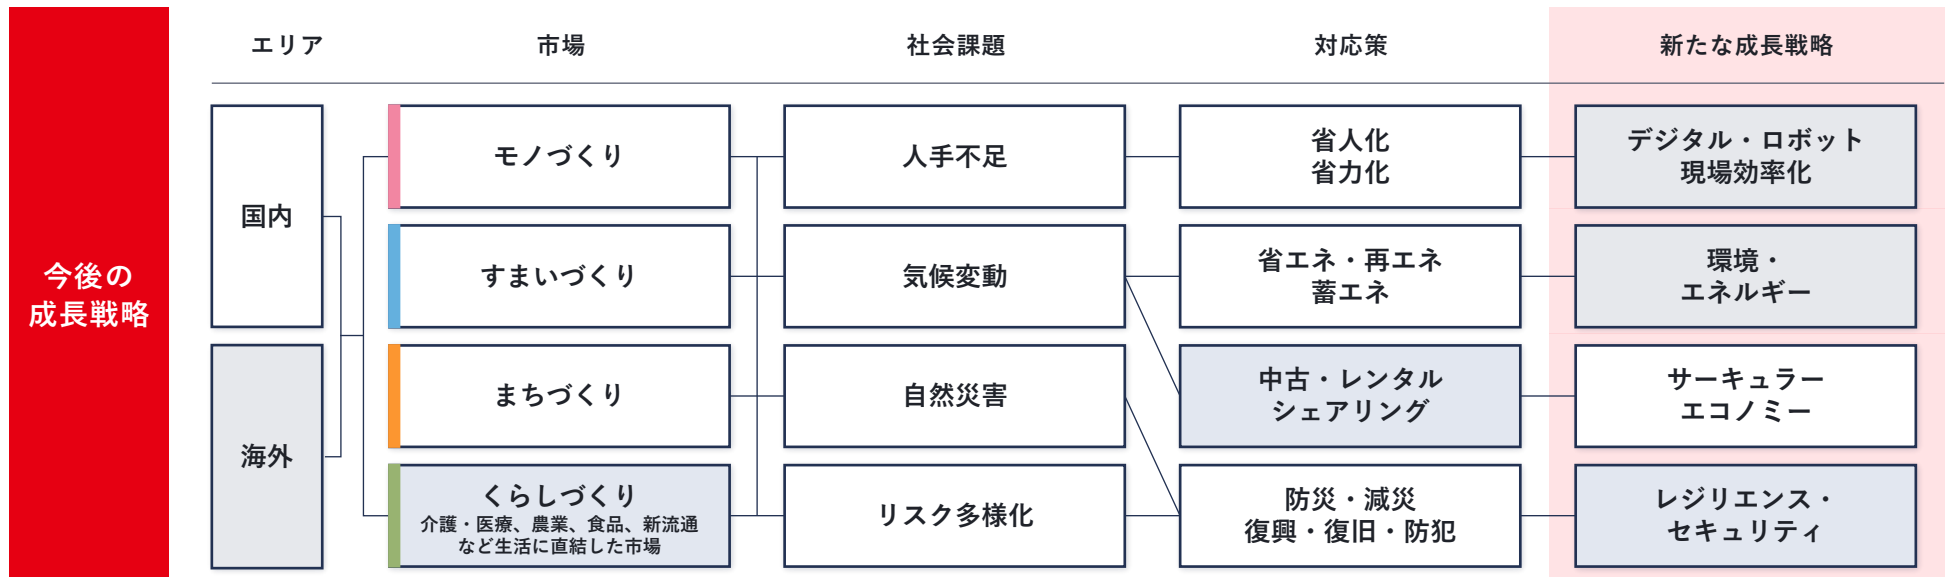 今後の
成長戦略
エリア
市場
社会課題
対応策
新たな成長戦略
国内
海外
モノづくり
すまいづくり
まちづくり
くらしづくり
介護・医療、農業、食品、新流通
など生活に直結した市場
人手不足
気候変動
自然災害
リスク多様化
省人化
省力化
省エネ・再エネ
蓄エネ
中古・レンタル
シェアリング
防災・減災
復興・復旧・防犯
デジタル・ロボット
現場効率化
環境・
エネルギー
サーキュラー
エコノミー
レジリエンス・
セキュリティ